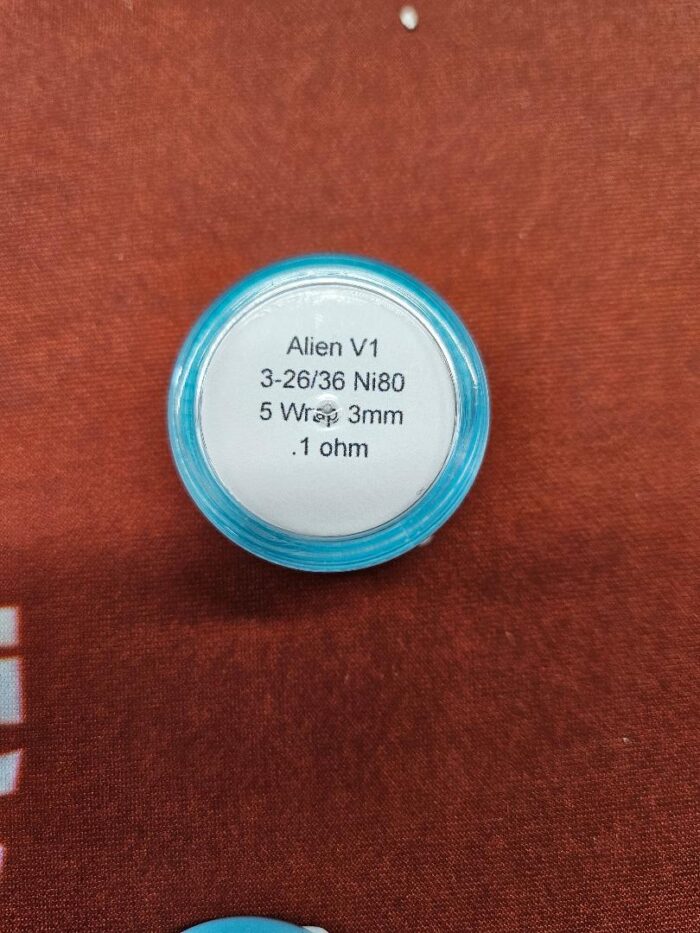 Alien V1
3-26/36 Ni80
5 Wrap 3mm
.1 ohm